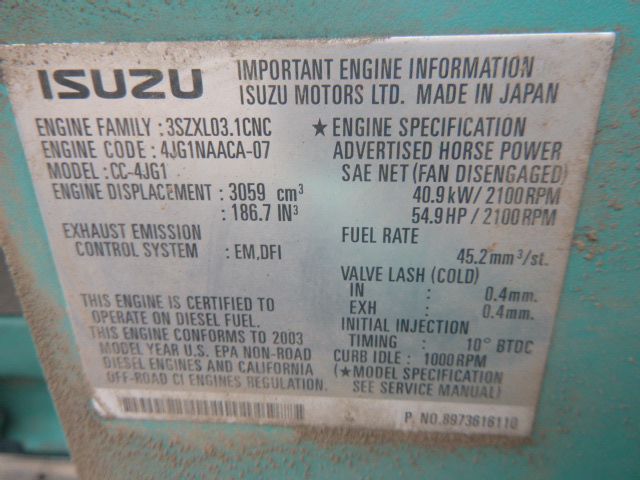 ISUZU
IMPORTANT ENGINE INFORMATION
ISUZU MOTORS LTD. MADE IN JAPAN
ENGINE FAMILY : 3SZXL03.1CNC
ENGINE CODE : 4JG1NAACA-07
MODEL : CC-4JG1
ENGINE DISPLACEMENT : 3059 cm³
: 186.7 IN³
EXHAUST EMISSION
CONTROL SYSTEM : EM,DFI
THIS ENGINE IS CERTIFIED TO
OPERATE ON DIESEL FUEL.
THIS ENGINE CONFORMS TO 2003
MODEL YEAR U.S. EPA NON-ROAD
DIESEL ENGINES AND CALIFORNIA
OFF-ROAD CI ENGINES REGULATION.
★ ENGINE SPECIFICATION
ADVERTISED HORSE POWER
SAE NET (FAN DISENGAGED)
40.9 kW / 2100 RPM
54.9 HP / 2100 RPM
FUEL RATE
45.2 mm³/st.
VALVE LASH (COLD)
IN : 0.4mm.
EXH : 0.4mm.
INITIAL INJECTION
TIMING : 10° BTDC
CURB IDLE : 1000 RPM
(★MODEL SPECIFICATION
SEE SERVICE MANUAL)
P. NO.8973616110